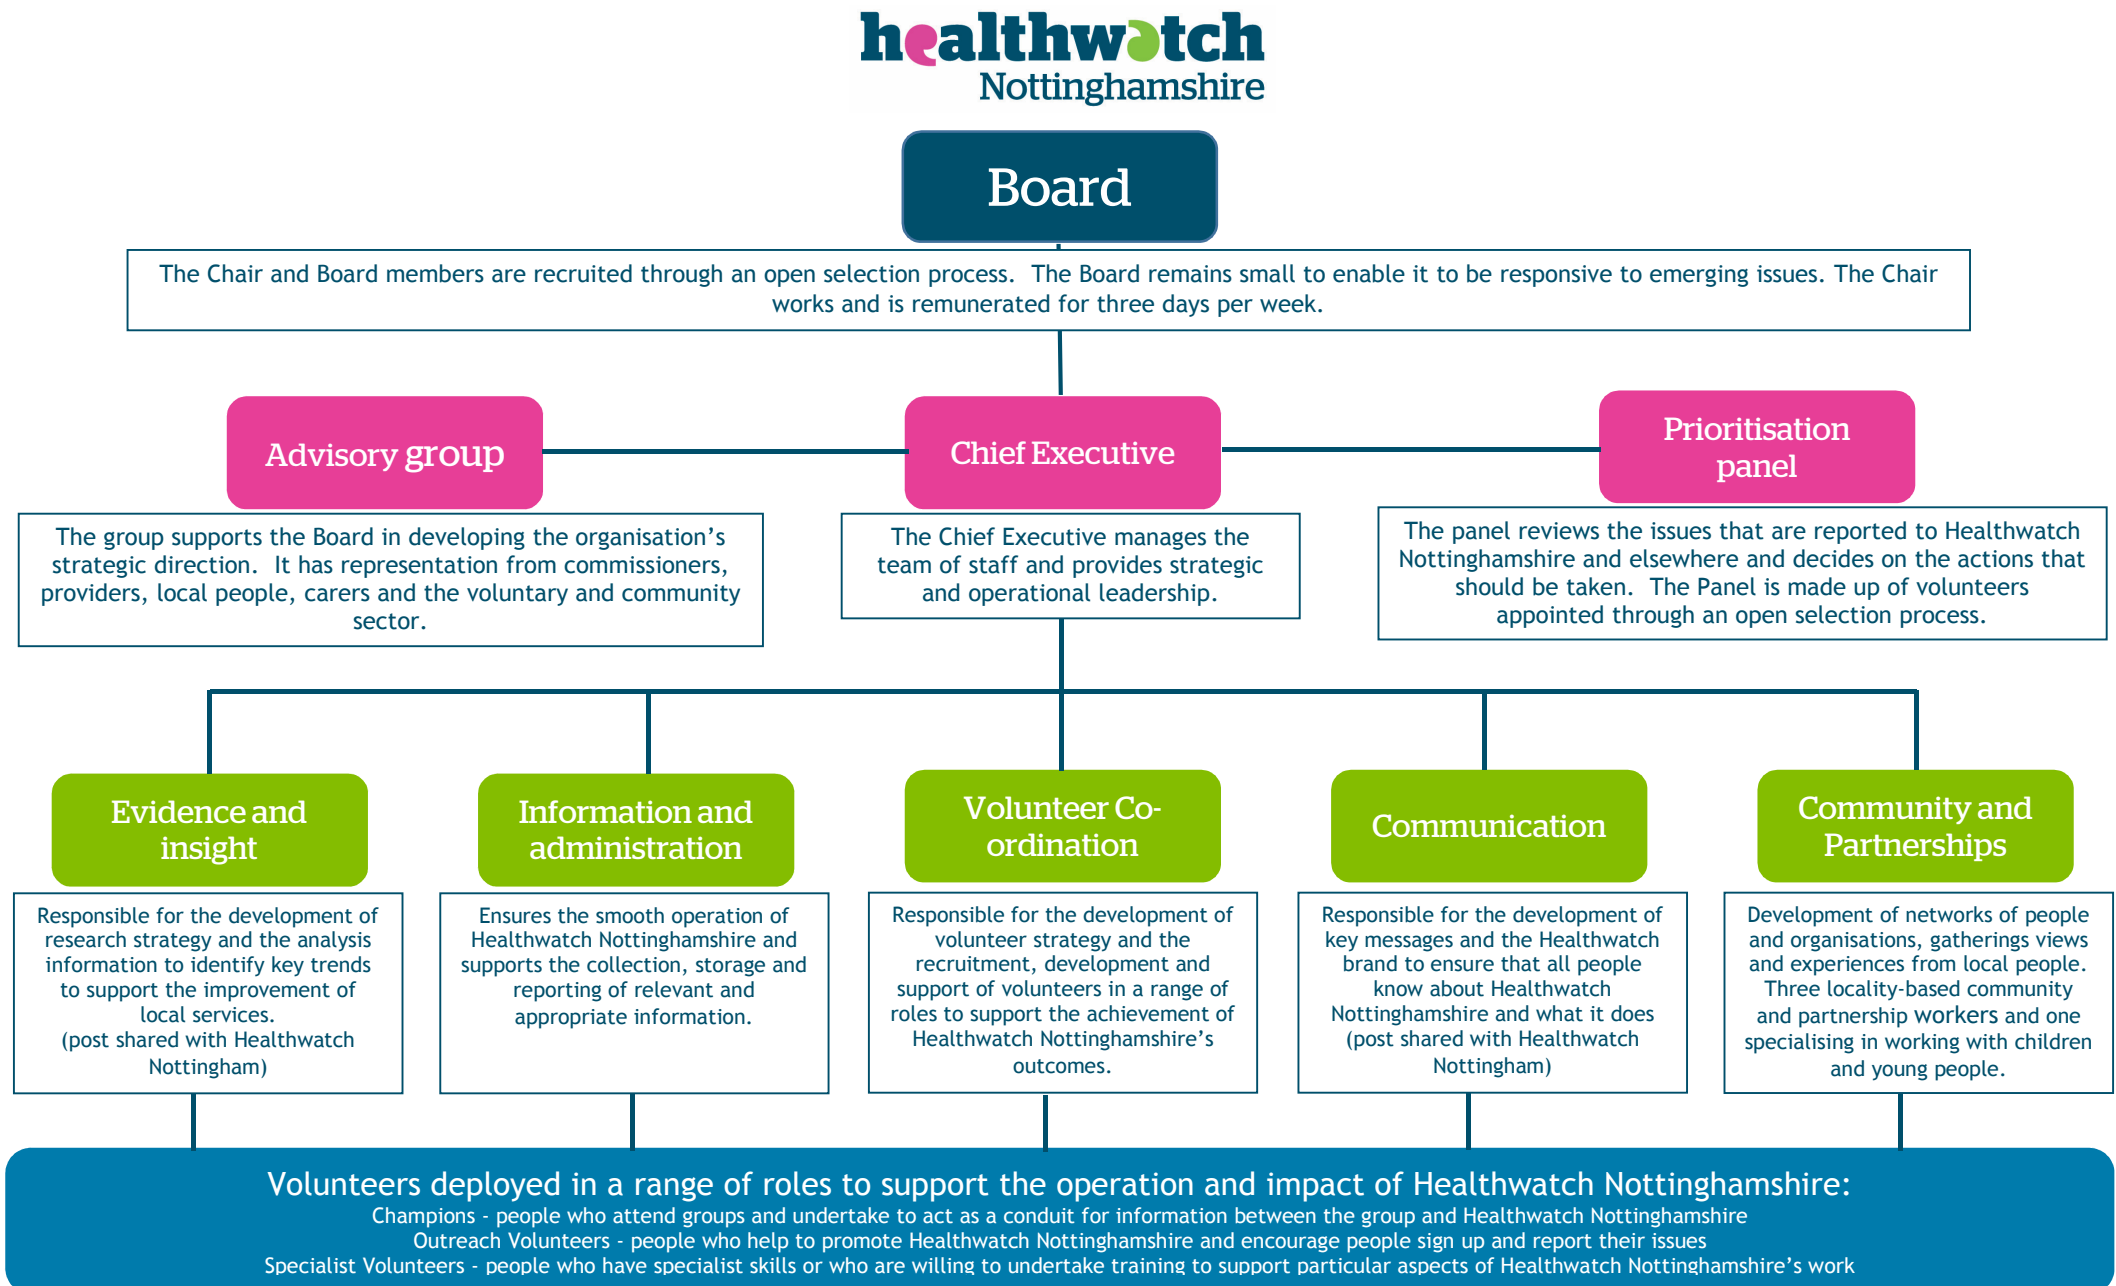 healthwatch
Nottinghamshire
Board
The Chair and Board members are recruited through an open selection process.  The Board remains small to enable it to be responsive to emerging issues. The Chair
works and is remunerated for three days per week.
Advisory group
Chief Executive
Prioritisation
panel
The group supports the Board in developing the organisation’s
strategic direction.  It has representation from commissioners,
providers, local people, carers and the voluntary and community
sector.
The Chief Executive manages the
team of staff and provides strategic
and operational leadership.
The panel reviews the issues that are reported to Healthwatch
Nottinghamshire and elsewhere and decides on the actions that
should be taken.  The Panel is made up of volunteers
appointed through an open selection process.
Evidence and
insight
Information and
administration
Volunteer Co-
ordination
Communication
Community and
Partnerships
Responsible for the development of
research strategy and the analysis
information to identify key trends
to support the improvement of
local services.
(post shared with Healthwatch
Nottingham)
Ensures the smooth operation of
Healthwatch Nottinghamshire and
supports the collection, storage and
reporting of relevant and
appropriate information.
Responsible for the development of
volunteer strategy and the
recruitment, development and
support of volunteers in a range of
roles to support the achievement of
Healthwatch Nottinghamshire’s
outcomes.
Responsible for the development of
key messages and the Healthwatch
brand to ensure that all people
know about Healthwatch
Nottinghamshire and what it does
(post shared with Healthwatch
Nottingham)
Development of networks of people
and organisations, gatherings views
and experiences from local people.
Three locality-based community
and partnership workers and one
specialising in working with children
and young people.
Volunteers deployed in a range of roles to support the operation and impact of Healthwatch Nottinghamshire:
Champions - people who attend groups and undertake to act as a conduit for information between the group and Healthwatch Nottinghamshire
Outreach Volunteers - people who help to promote Healthwatch Nottinghamshire and encourage people sign up and report their issues
Specialist Volunteers - people who have specialist skills or who are willing to undertake training to support particular aspects of Healthwatch Nottinghamshire’s work